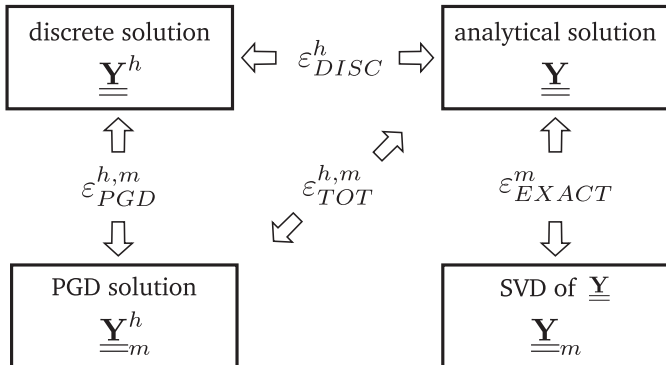 discrete solution
Y^h
ε^h_DISC
analytical solution
Y
ε^{h,m}_PGD
ε^{h,m}_TOT
ε^m_EXACT
PGD solution
Y^h_m
SVD of Y
Y_m